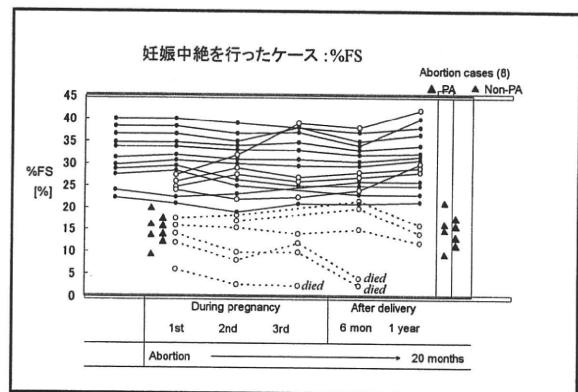 妊娠中絶を行ったケース:%FS
Abortion cases (8)
▲ PA ▲ Non-PA
45
40
35
30
%FS
25
[%]
20
15
10
5
0
died
died
died
During pregnancy After delivery
1st 2nd 3rd 6 mon 1 year
Abortion 20 months